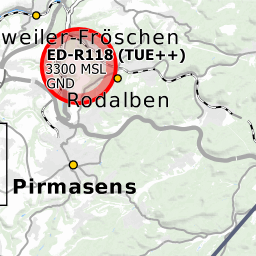 weiler-Fröschen
ED-R118 (TUE++)
3300 MSL
GND
Rodalben
Pirmasens